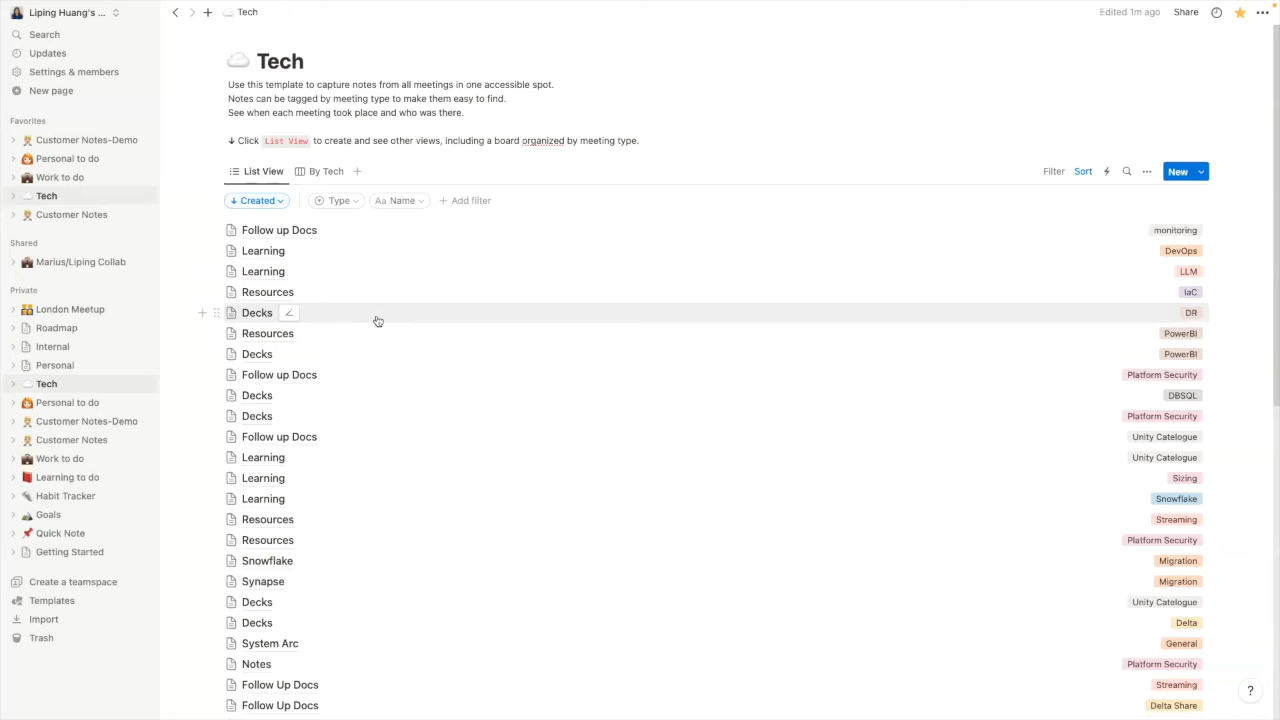 Liping Huang's ...
Search
Updates
Settings & members
New page
Favorites
Customer Notes-Demo
Personal to do
Work to do
Tech
Customer Notes
Shared
Marius/Liping Collab
Private
London Meetup
Roadmap
Internal
Personal
Tech
Personal to do
Customer Notes-Demo
Customer Notes
Work to do
Learning to do
Habit Tracker
Goals
Quick Note
Getting Started
Create a teamspace
Templates
Import
Trash
Tech
Edited 1m ago
Share
Tech
Use this template to capture notes from all meetings in one accessible spot.
Notes can be tagged by meeting type to make them easy to find.
See when each meeting took place and who was there.
↓ Click List View to create and see other views, including a board organized by meeting type.
List View By Tech +
Filter Sort New
↓ Created Type Aa Name + Add filter
Follow up Docs monitoring
Learning DevOps
Learning LLM
Resources IaC
Decks DR
Resources PowerBI
Decks PowerBI
Follow up Docs Platform Security
Decks DBSQL
Decks Platform Security
Follow up Docs Unity Catelogue
Learning Unity Catelogue
Learning Sizing
Learning Snowflake
Resources Streaming
Resources Platform Security
Snowflake Migration
Synapse Migration
Decks Unity Catelogue
Decks Delta
System Arc General
Notes Platform Security
Follow Up Docs Streaming
Follow Up Docs Delta Share
?